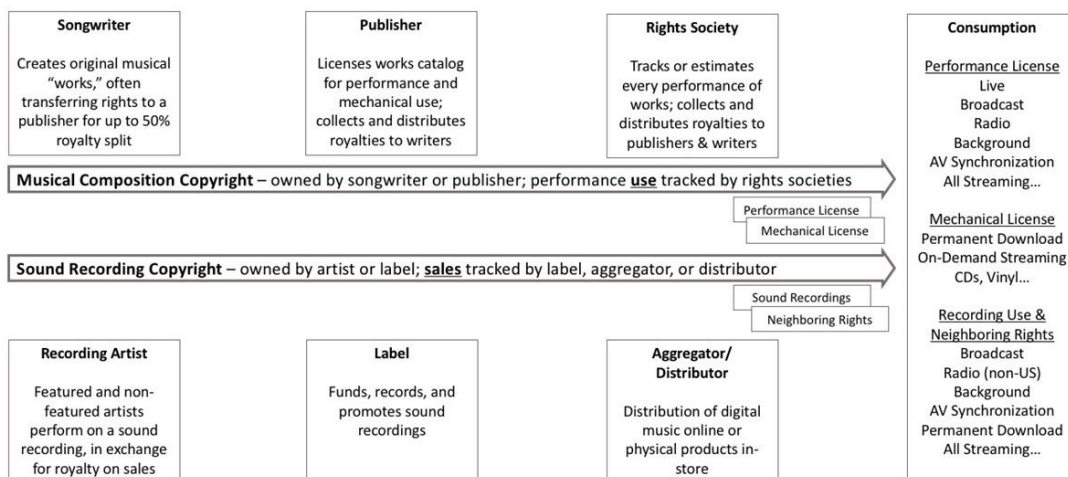 Songwriter
Creates original musical
“works,” often
transferring rights to a
publisher for up to 50%
royalty split
Publisher
Licenses works catalog
for performance and
mechanical use;
collects and distributes
royalties to writers
Rights Society
Tracks or estimates
every performance of
works; collects and
distributes royalties to
publishers & writers
Musical Composition Copyright – owned by songwriter or publisher; performance use tracked by rights societies
Performance License
Mechanical License
Sound Recording Copyright – owned by artist or label; sales tracked by label, aggregator, or distributor
Sound Recordings
Neighboring Rights
Recording Artist
Featured and non-
featured artists
perform on a sound
recording, in exchange
for royalty on sales
Label
Funds, records, and
promotes sound
recordings
Aggregator/
Distributor
Distribution of digital
music online or
physical products in-
store
Consumption
Performance License
Live
Broadcast
Radio
Background
AV Synchronization
All Streaming...
Mechanical License
Permanent Download
On-Demand Streaming
CDs, Vinyl...
Recording Use &
Neighboring Rights
Broadcast
Radio (non-US)
Background
AV Synchronization
Permanent Download
All Streaming...